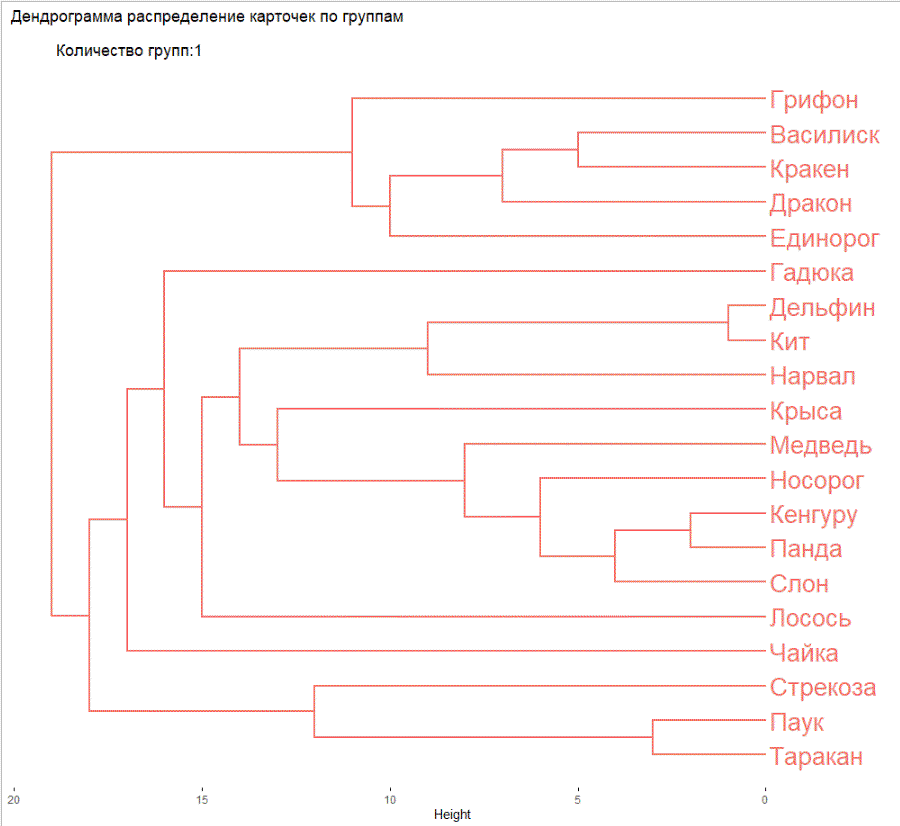 Дендрограмма распределение карточек по группам
Количество групп:1
Грифон
Василиск
Кракен
Дракон
Единорог
Гадюка
Дельфин
Кит
Нарвал
Крыса
Медведь
Носорог
Кенгуру
Панда
Слон
Лосось
Чайка
Стрекоза
Паук
Таракан
20 15 10 5 0
Height